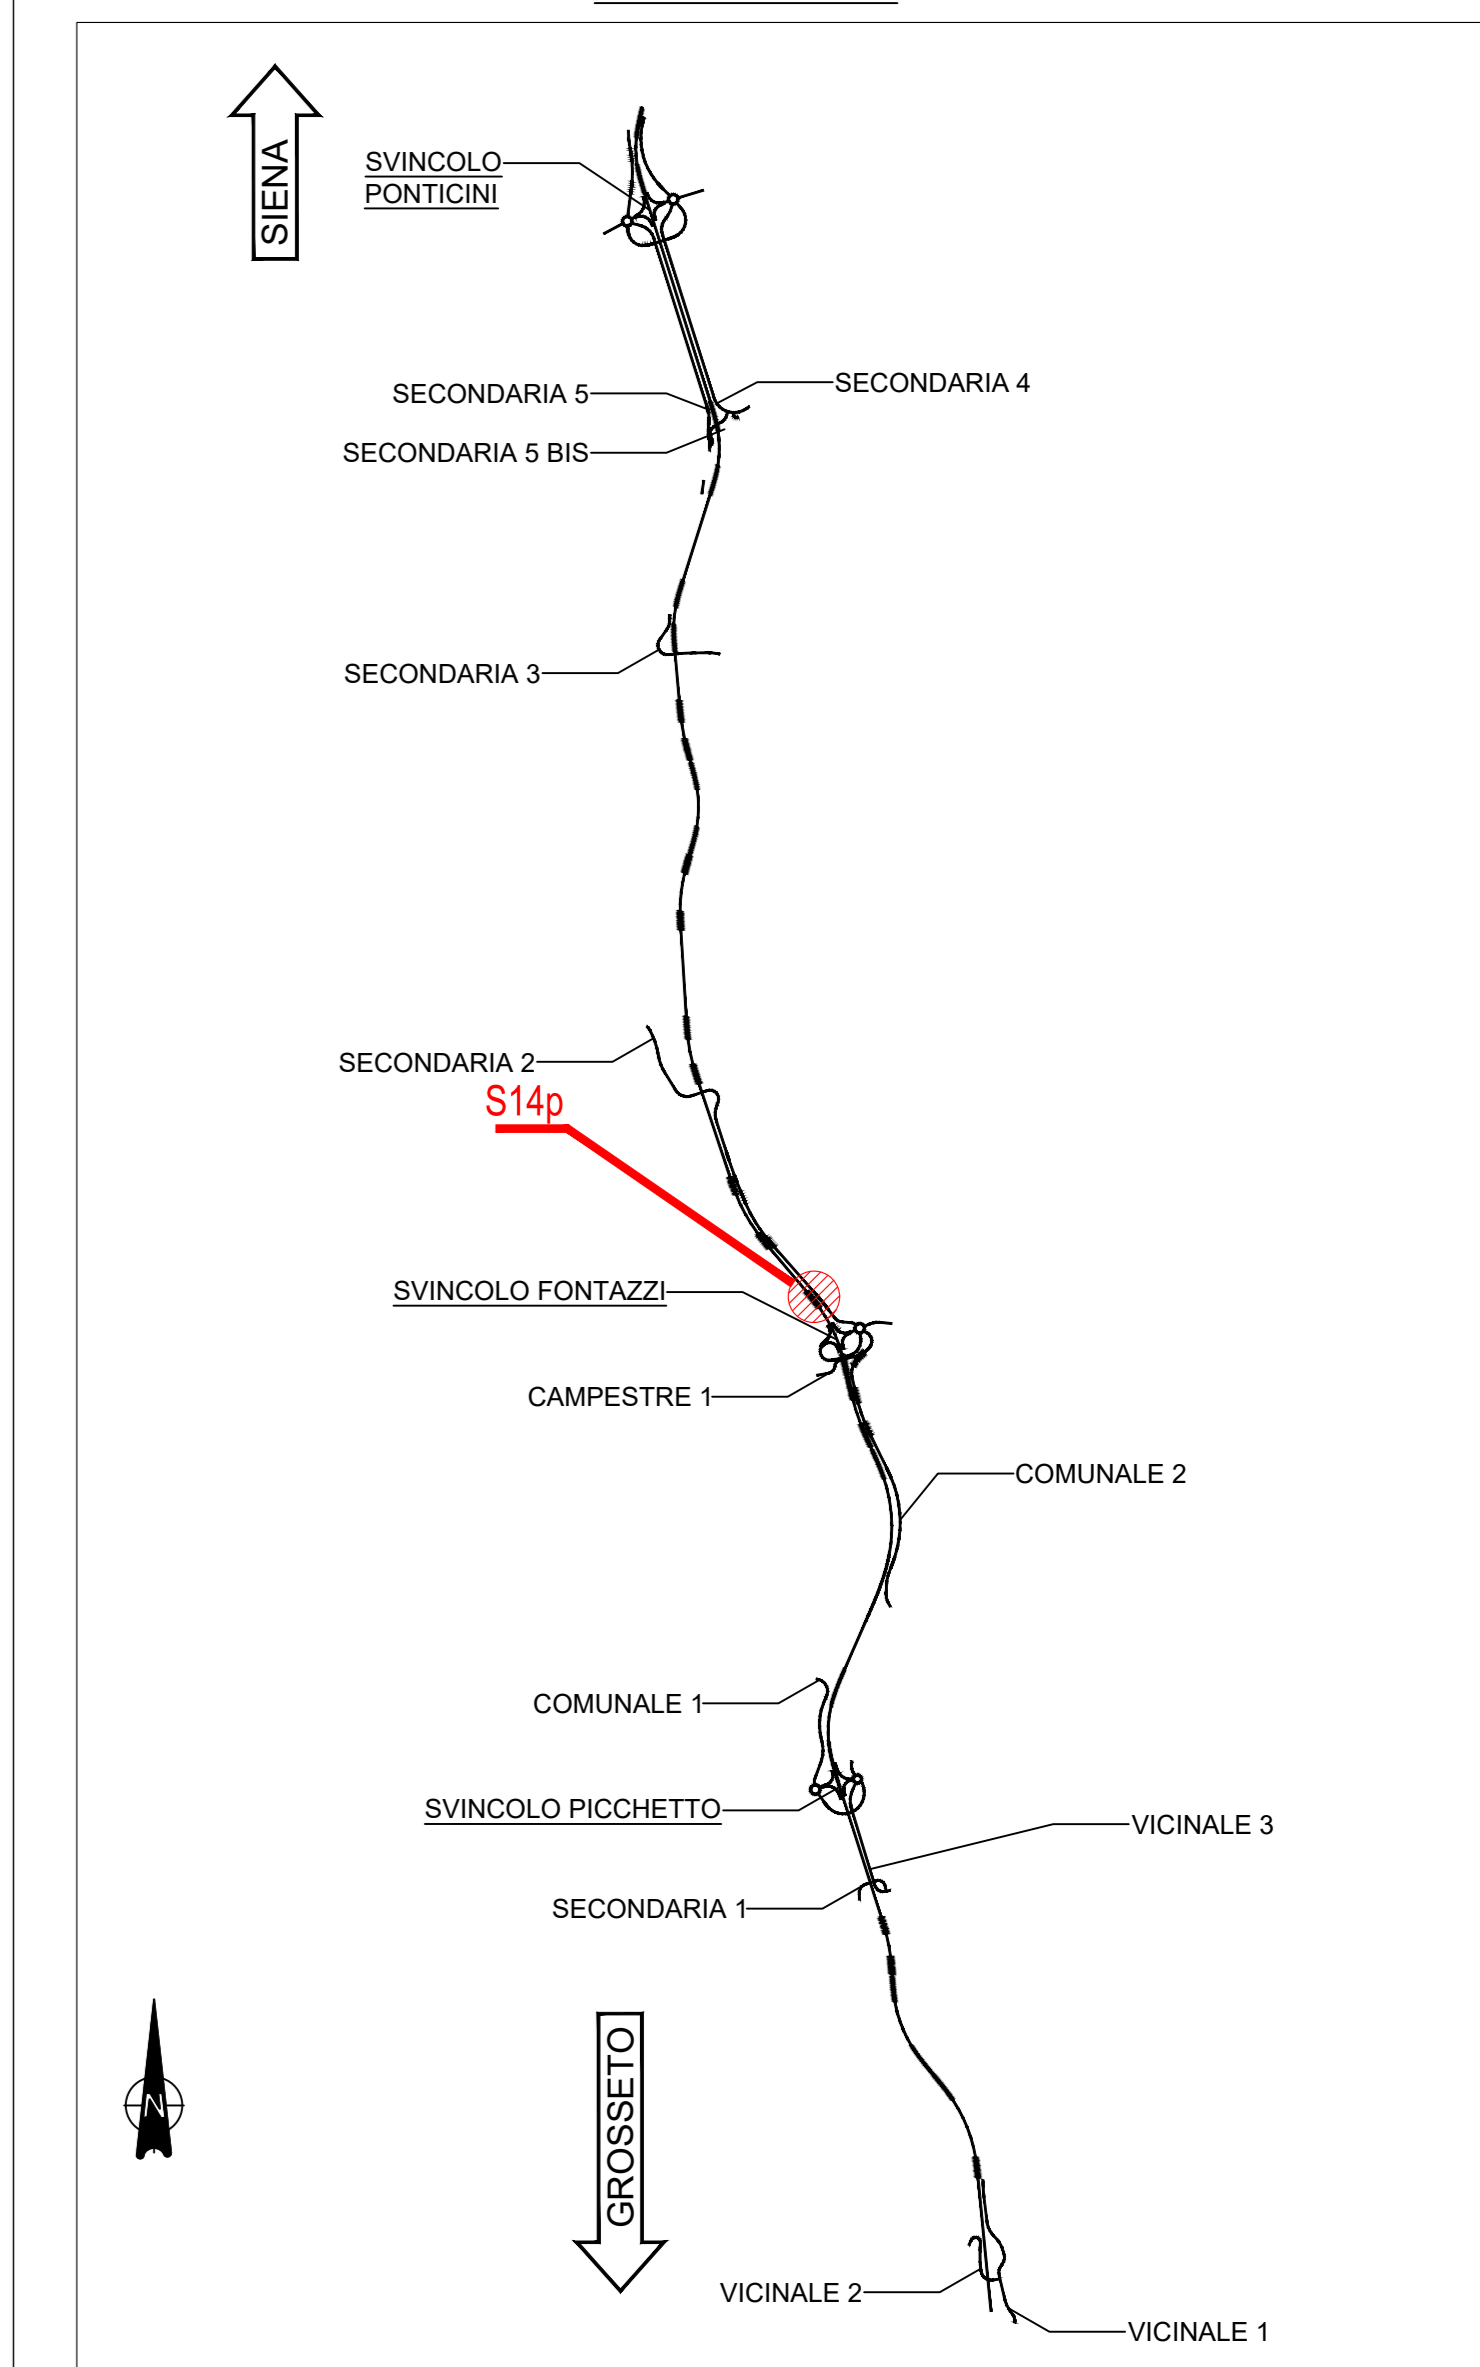 SIENA
SVINCOLO
PONTICINI
SECONDARIA 4
SECONDARIA 5
SECONDARIA 5 BIS
SECONDARIA 3
SECONDARIA 2
S14p
SVINCOLO FONTAZZI
CAMPESTRE 1
COMUNALE 2
COMUNALE 1
SVINCOLO PICCHETTO
VICINALE 3
SECONDARIA 1
N
GROSSETO
VICINALE 2
VICINALE 1